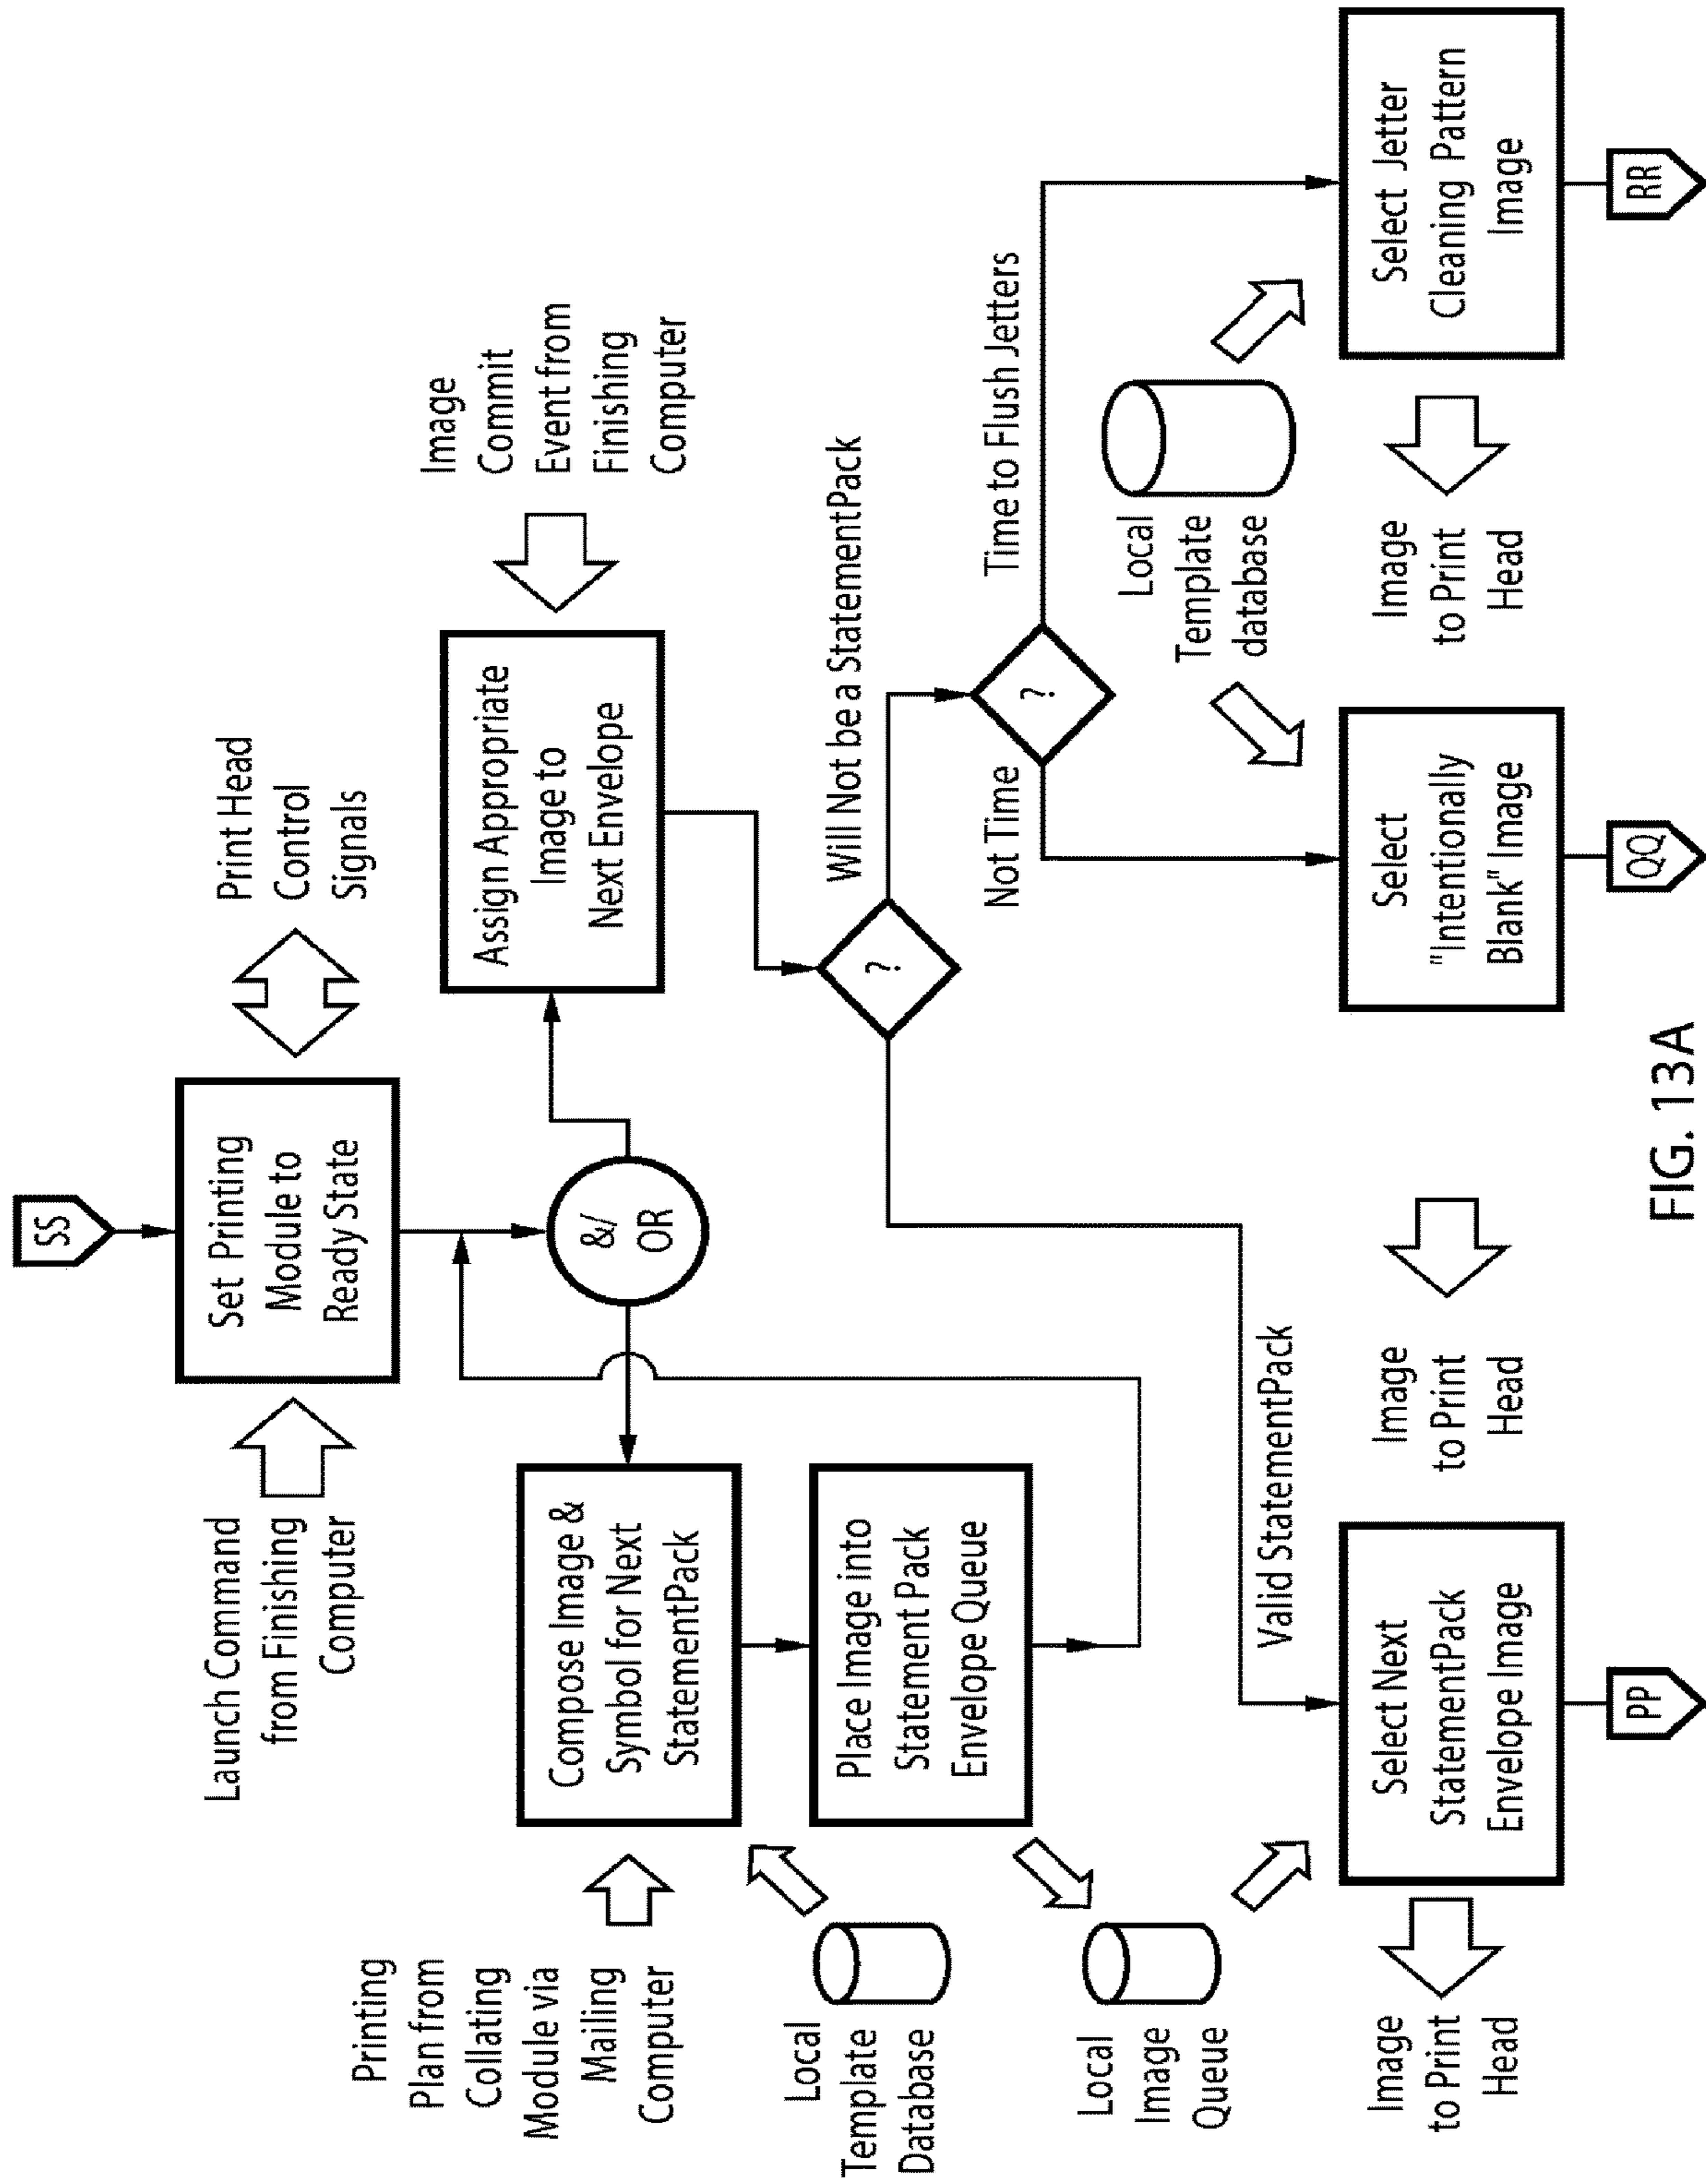 SS
Launch Command
from Finishing
Computer
Set Printing
Module to
Ready State
Print Head
Control
Signals
&/
OR
Printing
Plan from
Collating
Module via
Mailing
Computer
Compose Image &
Symbol for Next
StatementPack
Assign Appropriate
Image to
Next Envelope
Image
Commit
Event from
Finishing
Computer
Local
Template
Database
Place Image into
Statement Pack
Envelope Queue
?
Will Not be a StatementPack
Local
Image
Queue
Valid StatementPack
?
Not Time
Time to Flush Jetters
Local
Template
database
Image
to Print
Head
Select Next
StatementPack
Envelope Image
Image
to Print
Head
Select
"Intentionally
Blank" Image
Image
to Print
Head
Select Jetter
Cleaning Pattern
Image
PP
QQ
RR
FIG. 13A